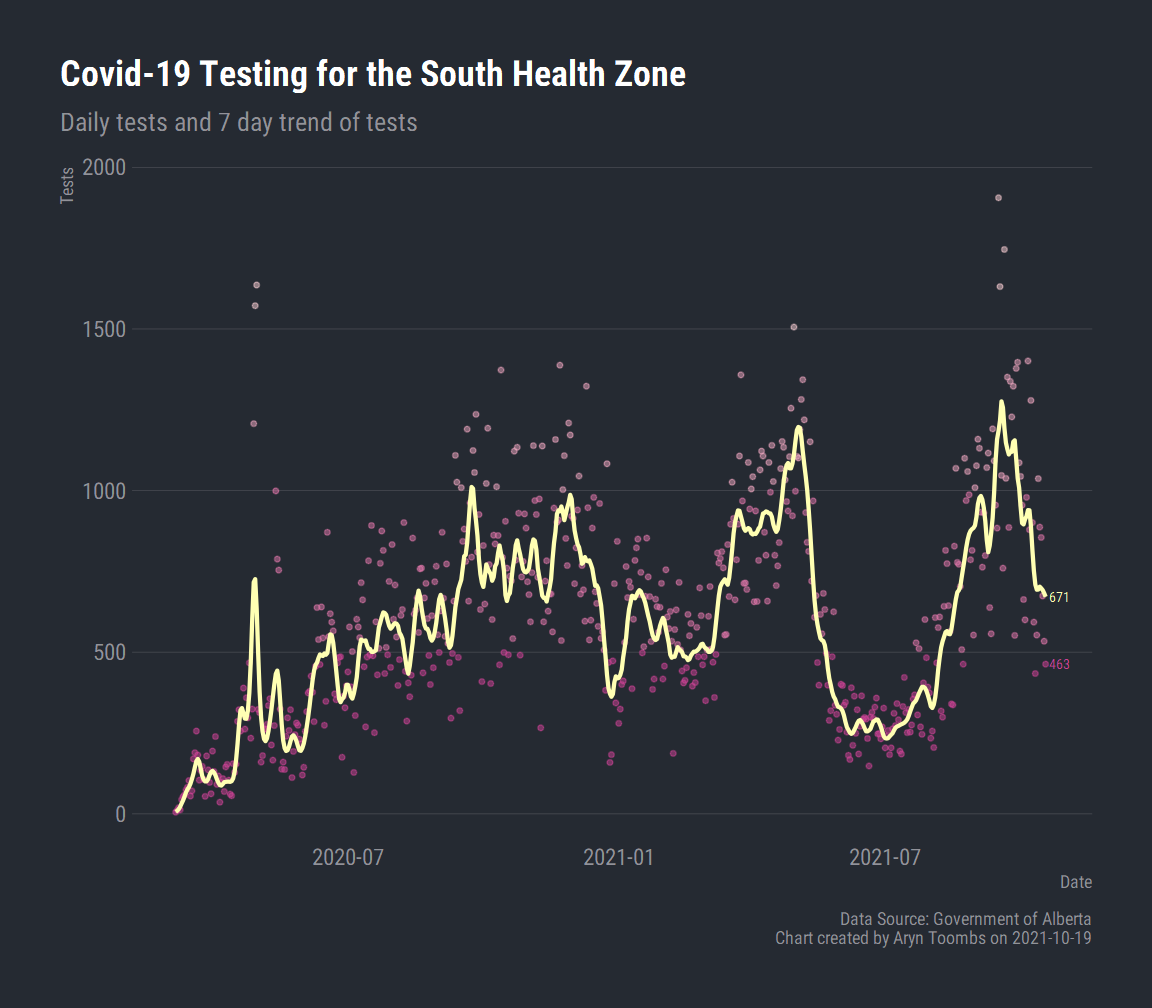 Covid-19 Testing for the South Health Zone
Daily tests and 7 day trend of tests
Tests
2000
1500
1000
500
0
671
463
2020-07
2021-01
2021-07
Date
Data Source: Government of Alberta
Chart created by Aryn Toombs on 2021-10-19